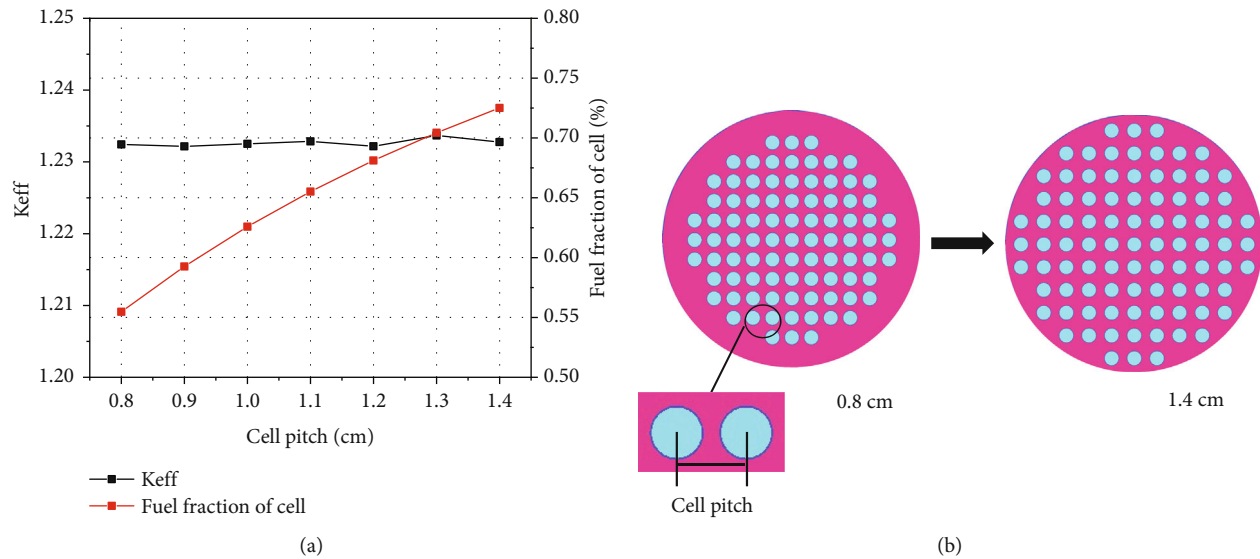 1.25
1.24
1.23
1.22
1.21
1.20
Keff
0.80
0.75
0.70
0.65
0.60
0.55
0.50
Fuel fraction of cell (%)
0.8 0.9 1.0 1.1 1.2 1.3 1.4
Cell pitch (cm)
Keff
Fuel fraction of cell
(a)
0.8 cm
1.4 cm
Cell pitch
(b)